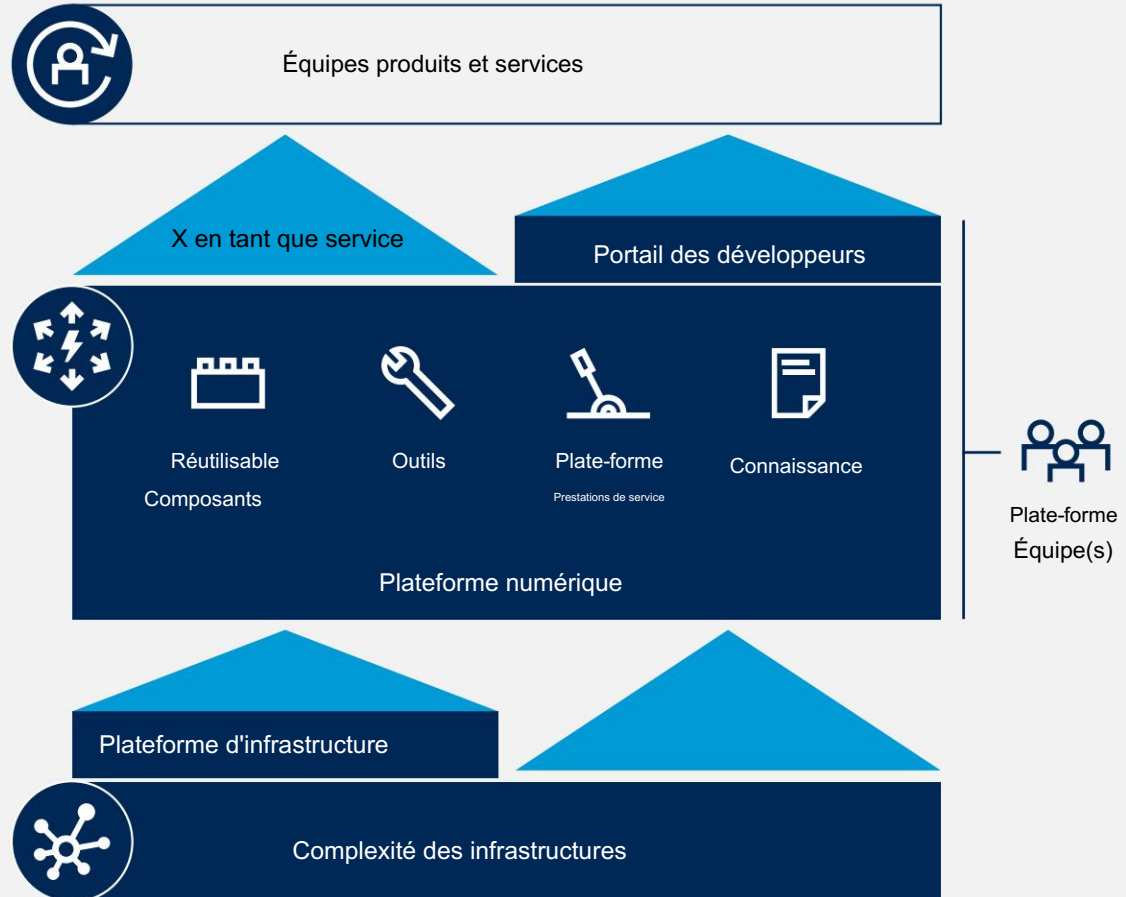 Équipes produits et services
X en tant que service
Portail des développeurs
Réutilisable
Composants
Outils
Plate-forme
Prestations de service
Connaissance
Plateforme numérique
Plate-forme
Équipe(s)
Plateforme d'infrastructure
Complexité des infrastructures